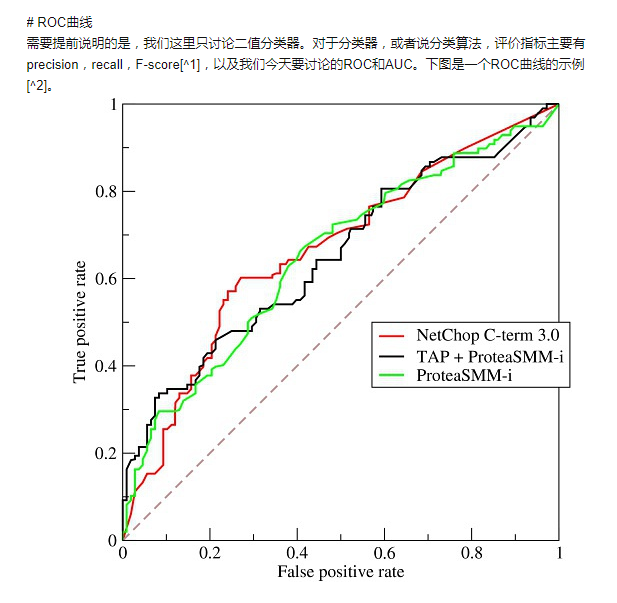 # ROC曲线
需要提前说明的是，我们这里只讨论二值分类器。对于分类器，或者说分类算法，评价指标主要有
precision，recall，F-score[^1]，以及我们今天要讨论的ROC和AUC。下图是一个ROC曲线的示例
[^2]。
1
0.8
0.6
0.4
0.2
0
True positive rate
NetChop C-term 3.0
TAP + ProteaSMM-i
ProteaSMM-i
0 0.2 0.4 0.6 0.8 1
False positive rate